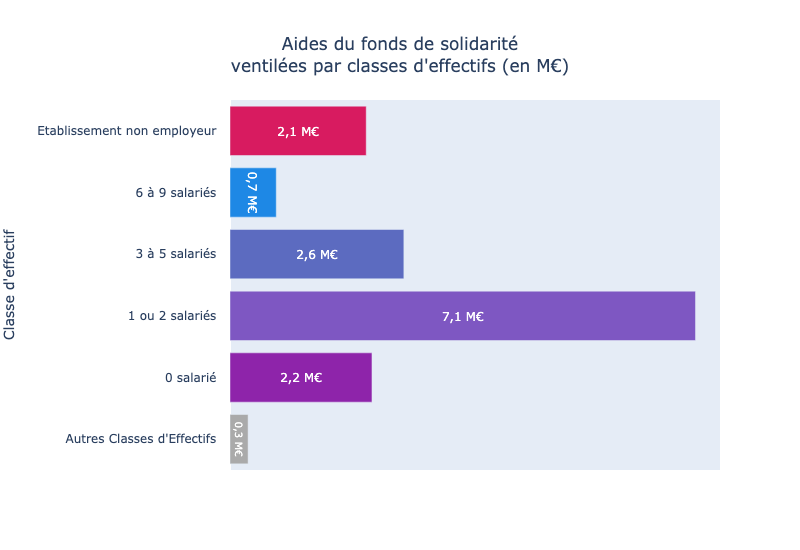 Aides du fonds de solidarité
ventilées par classes d'effectifs (en M€)
Classe d'effectif
Etablissement non employeur
2,1 M€
6 à 9 salariés
0,7 M€
3 à 5 salariés
2,6 M€
1 ou 2 salariés
7,1 M€
0 salarié
2,2 M€
Autres Classes d'Effectifs
0,3 M€